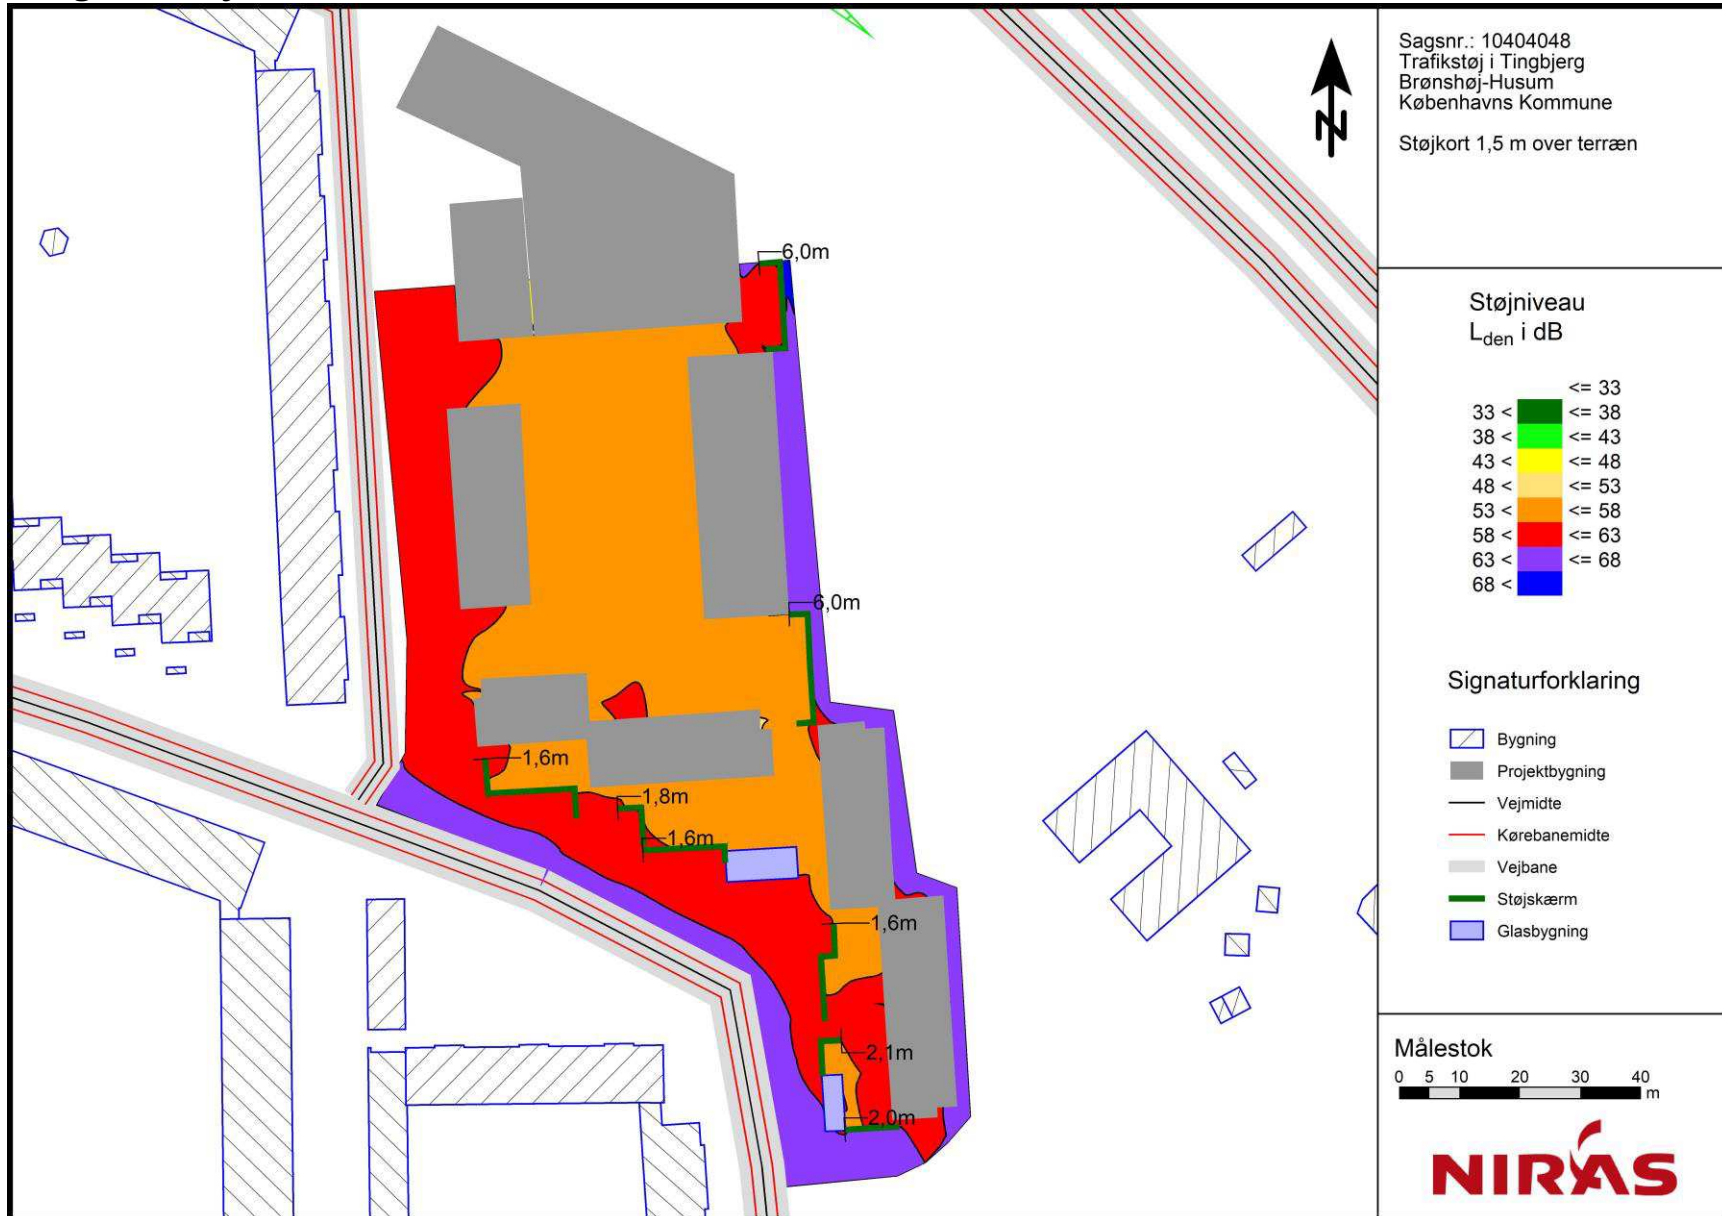 Sagsnr.: 10404048
Trafikstøj i Tingbjerg
Brønshøj-Husum
Københavns Kommune
Støjkort 1,5 m over terræn
N
6,0m
6,0m
1,6m
1,8m
1,6m
1,6m
2,1m
2,0m
Støjniveau
Lden i dB
<= 33
33 < <= 38
38 < <= 43
43 < <= 48
48 < <= 53
53 < <= 58
58 < <= 63
63 < <= 68
68 <
Signaturforklaring
Bygning
Projektbygning
Vejmidte
Kørebanemidte
Vejbane
Støjskærm
Glasbygning
Målestok
0 5 10 20 30 40
m
NIRAS